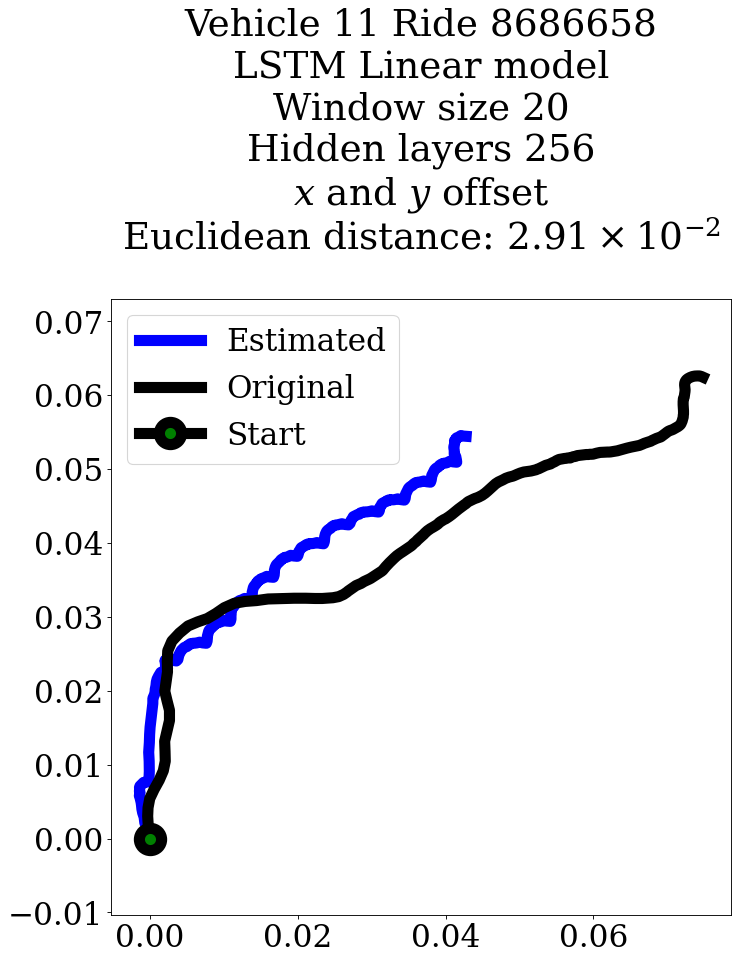 Vehicle 11 Ride 8686658
LSTM Linear model
Window size 20
Hidden layers 256
x and y offset
Euclidean distance: 2.91 × 10⁻²
Estimated
Original
Start
0.07
0.06
0.05
0.04
0.03
0.02
0.01
0.00
−0.01
0.00 0.02 0.04 0.06